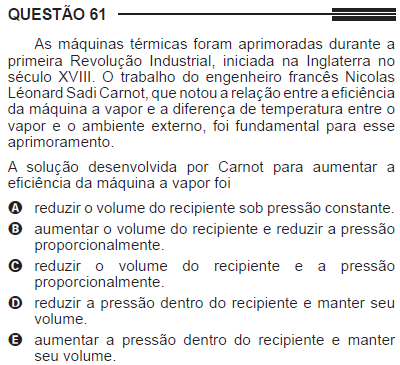 QUESTÃO 61
As máquinas térmicas foram aprimoradas durante a
primeira Revolução Industrial, iniciada na Inglaterra no
século XVIII. O trabalho do engenheiro francês Nicolas
Léonard Sadi Carnot, que notou a relação entre a eficiência
da máquina a vapor e a diferença de temperatura entre o
vapor e o ambiente externo, foi fundamental para esse
aprimoramento.
A solução desenvolvida por Carnot para aumentar a
eficiência da máquina a vapor foi
A reduzir o volume do recipiente sob pressão constante.
B aumentar o volume do recipiente e reduzir a pressão
proporcionalmente.
C reduzir o volume do recipiente e a pressão
proporcionalmente.
D reduzir a pressão dentro do recipiente e manter seu
volume.
E aumentar a pressão dentro do recipiente e manter
seu volume.